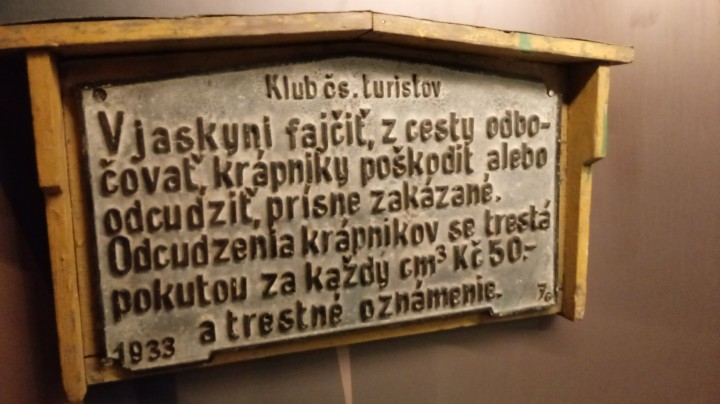 Klub čs. turistov
V jaskyni fajčiť, z cesty odbo-
čovať, krápniky poškodiť alebo
odcudziť, prísne zakázané.
Odcudzenia krápnikov se trestá
pokutou za každý cm³ Kč 50.-
a trestné oznámenie.
1933